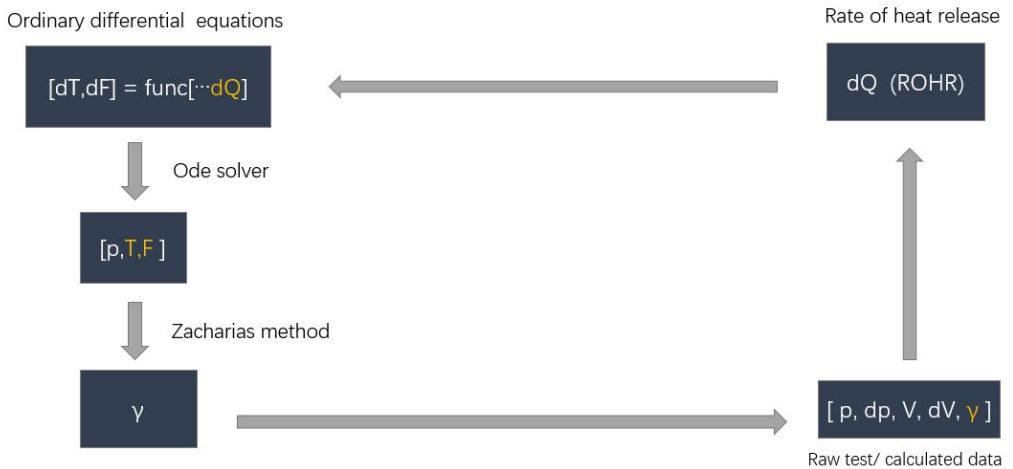 Ordinary differential equations
Rate of heat release
[dT,dF] = func[···dQ]
dQ (ROHR)
Ode solver
[p,T,F ]
Zacharias method
γ
[ p, dp, V, dV, γ ]
Raw test/ calculated data